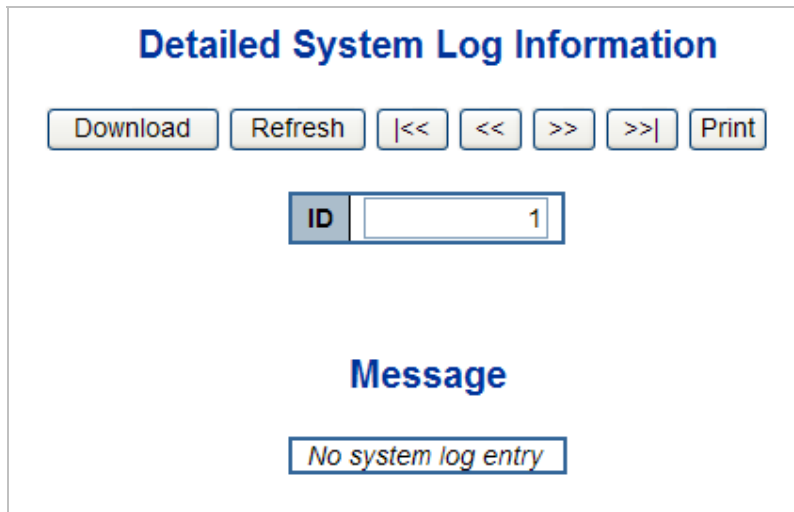 Detailed System Log Information
Download Refresh |<< << >> >>| Print
ID 1
Message
No system log entry